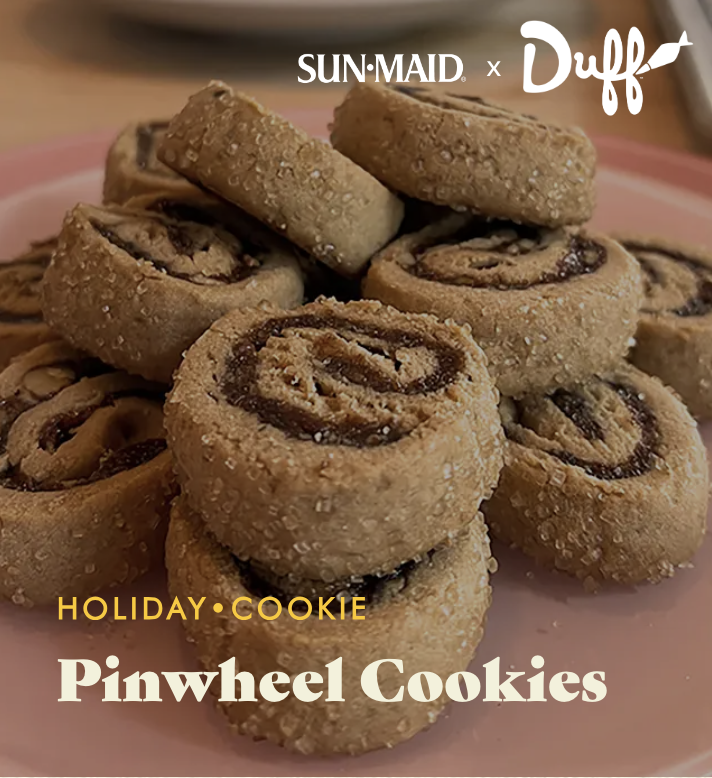 SUN•MAID® x Duff
HOLIDAY•COOKIE
Pinwheel Cookies